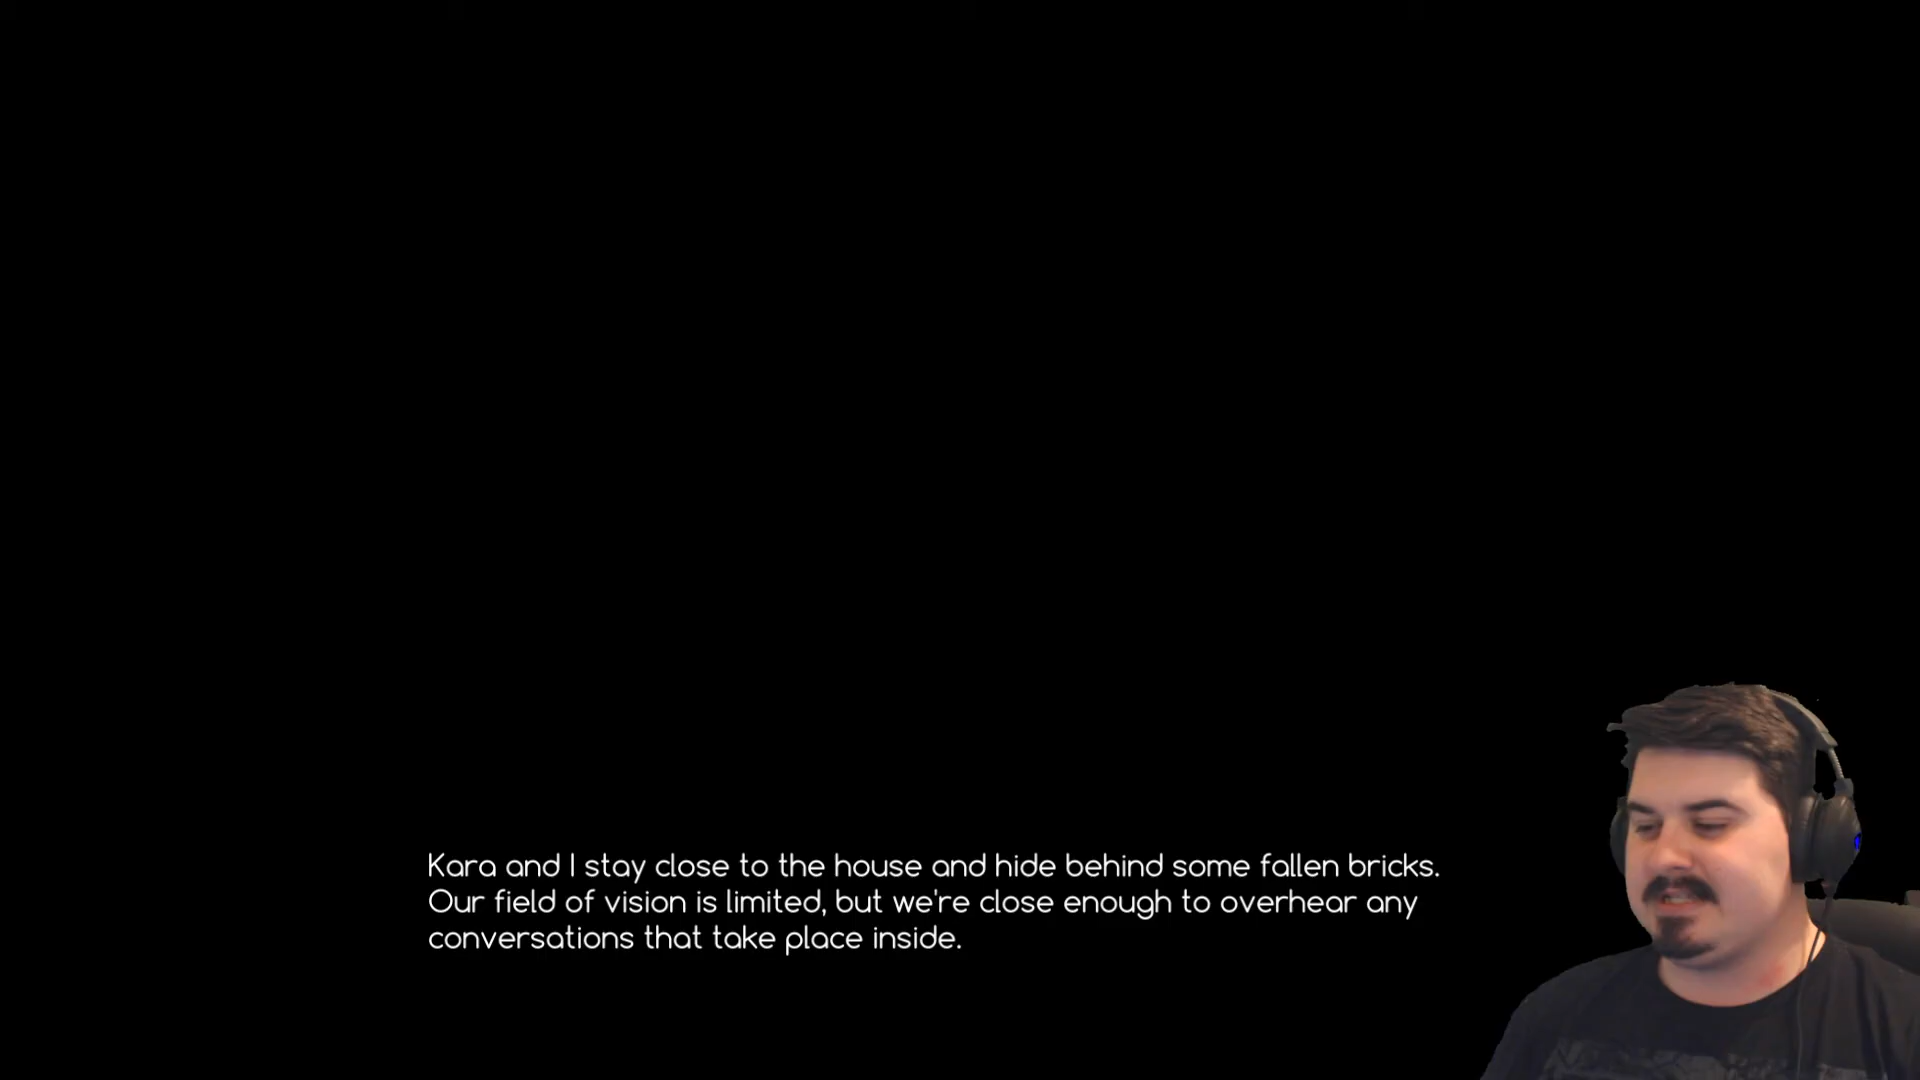 Kara and I stay close to the house and hide behind some fallen bricks.
Our field of vision is limited, but we're close enough to overhear any
conversations that take place inside.